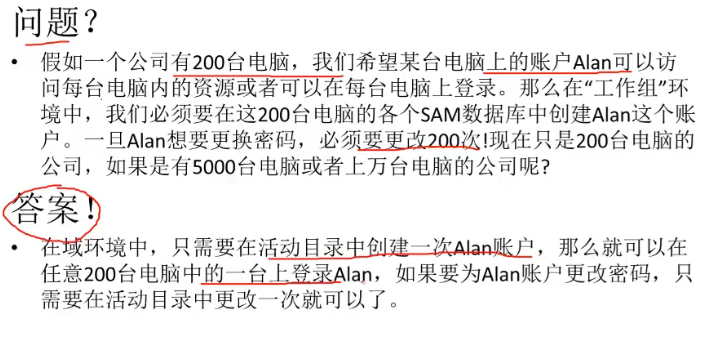 问题？
• 假如一个公司有200台电脑，我们希望某台电脑上的账户Alan可以访
问每台电脑内的资源或者可以在每台电脑上登录。那么在“工作组”环
境中，我们必须要在这200台电脑的各个SAM数据库中创建Alan这个账
户。一旦Alan想要更换密码，必须要更改200次!现在只是200台电脑的
公司，如果是有5000台电脑或者上万台电脑的公司呢?
答案！
• 在域环境中，只需要在活动目录中创建一次Alan账户，那么就可以在
任意200台电脑中的一台上登录Alan，如果要为Alan账户更改密码，只
需要在活动目录中更改一次就可以了。